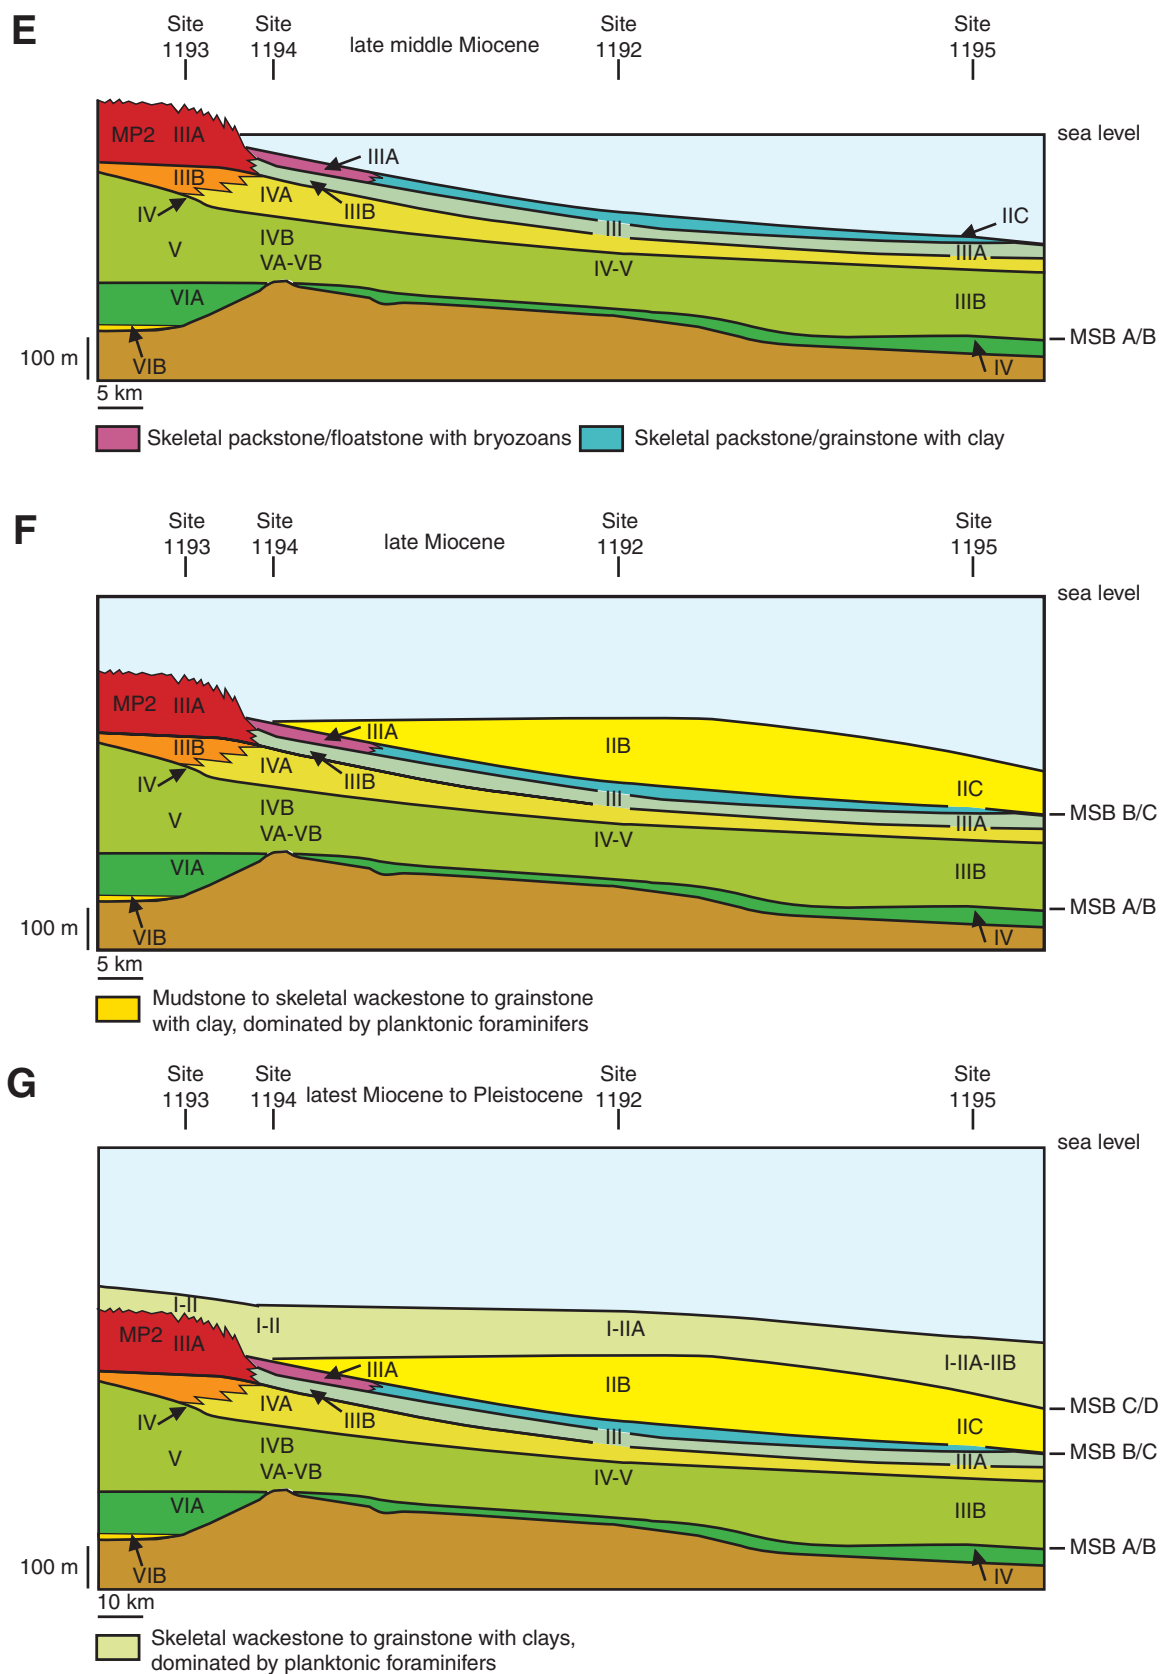 E
Site 1193
Site 1194
late middle Miocene
Site 1192
Site 1195
sea level
MP2 IIIA
IIIA
IIIB
IVA
IIIB
IV
IIC
III
IIIA
V
IVB
VA-VB
IV-V
VIA
IIIB
MSB A/B
100 m
VIB
IV
5 km
Skeletal packstone/floatstone with bryozoans
Skeletal packstone/grainstone with clay
F
Site 1193
Site 1194
late Miocene
Site 1192
Site 1195
sea level
MP2 IIIA
IIIA
IIB
IIIB
IVA
IIIB
IV
IIC
III
MSB B/C
IIIA
V
IVB
VA-VB
IV-V
VIA
IIIB
MSB A/B
100 m
VIB
IV
5 km
Mudstone to skeletal wackestone to grainstone
with clay, dominated by planktonic foraminifers
G
Site 1193
Site 1194
latest Miocene to Pleistocene
Site 1192
Site 1195
sea level
I-II
I-II
I-IIA
MP2 IIIA
I-IIA-IIB
IIIA
IIB
IVA
IIIB
MSB C/D
IV
IIC
III
MSB B/C
IIIA
V
IVB
VA-VB
IV-V
VIA
IIIB
MSB A/B
100 m
VIB
IV
10 km
Skeletal wackestone to grainstone with clays,
dominated by planktonic foraminifers